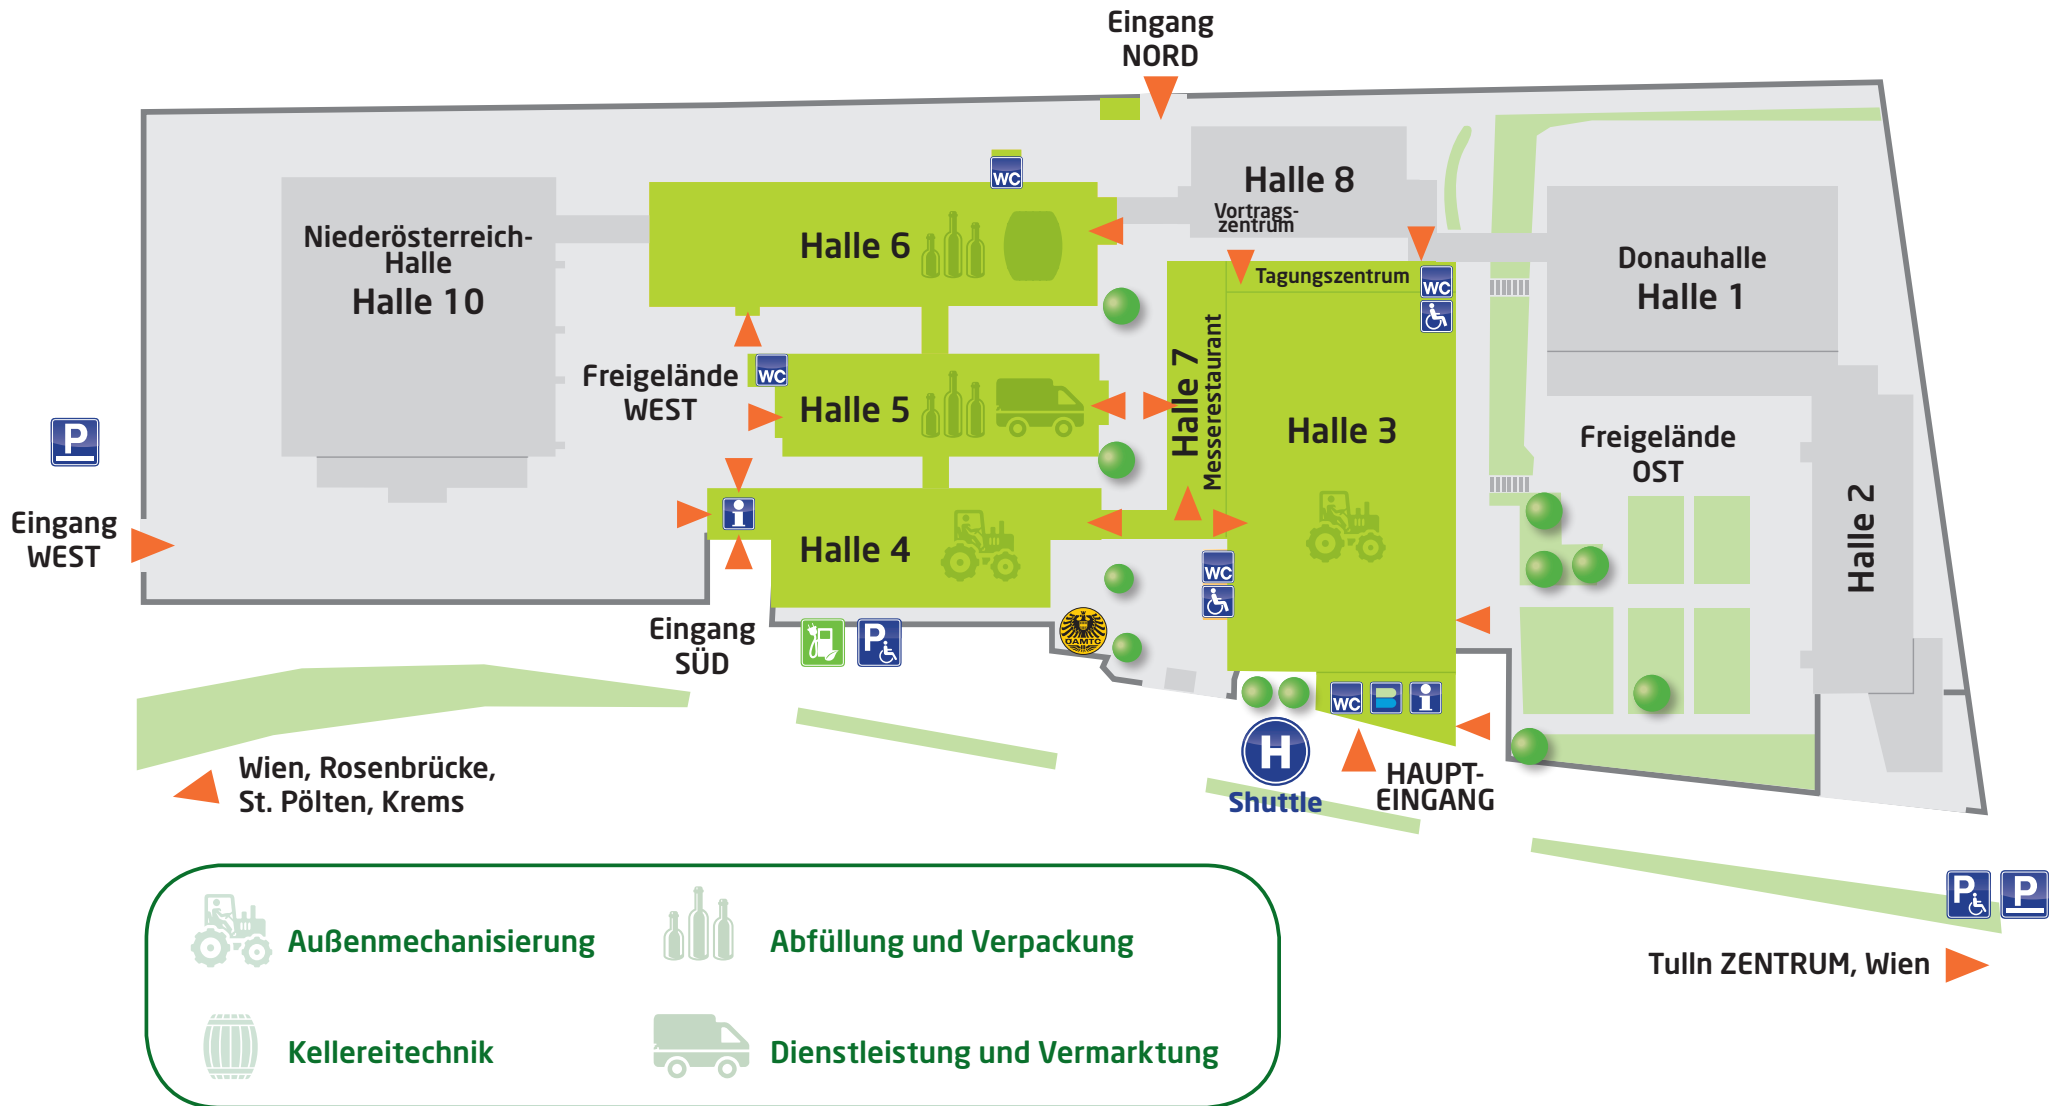 Eingang
NORD
Halle 8
Vortrags-
zentrum
Niederösterreich-
Halle
Halle 10
WC
Halle 6
Tagungszentrum
WC
Donauhalle
Halle 1
Freigelände
WEST
WC
Halle 5
Halle 7
Messerestaurant
Halle 3
Freigelände
OST
P
Eingang
WEST
i
Halle 4
WC
Halle 2
Eingang
SÜD
P
ÖAMTC
WC
B
i
H
Shuttle
HAUPT-
EINGANG
Wien, Rosenbrücke,
St. Pölten, Krems
P
P
Tulln ZENTRUM, Wien
Außenmechanisierung
Abfüllung und Verpackung
Kellereitechnik
Dienstleistung und Vermarktung